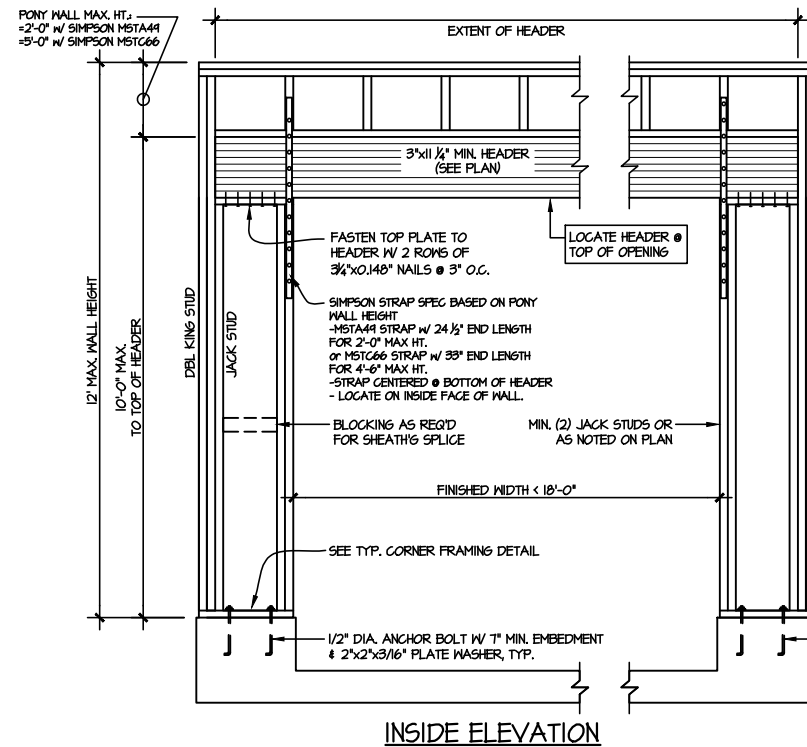 PONY WALL MAX. HT.:
=2'-0" W/ SIMPSON MSTA49
=5'-0" W/ SIMPSON MSTC66
EXTENT OF HEADER
3"x11 1/4" MIN. HEADER
(SEE PLAN)
FASTEN TOP PLATE TO
HEADER W/ 2 ROWS OF
3 1/4"x0.148" NAILS @ 3" O.C.
LOCATE HEADER @
TOP OF OPENING
SIMPSON STRAP SPEC BASED ON PONY
WALL HEIGHT
-MSTA49 STRAP W/ 24 1/2" END LENGTH
FOR 2'-0" MAX HT.
or MSTC66 STRAP W/ 33" END LENGTH
FOR 4'-6" MAX HT.
-STRAP CENTERED @ BOTTOM OF HEADER
- LOCATE ON INSIDE FACE OF WALL.
12' MAX. WALL HEIGHT
10'-0" MAX.
TO TOP OF HEADER
DBL KING STUD
JACK STUD
BLOCKING AS REQ'D
FOR SHEATH'G SPLICE
MIN. (2) JACK STUDS OR
AS NOTED ON PLAN
FINISHED WIDTH < 18'-0"
SEE TYP. CORNER FRAMING DETAIL
1/2" DIA. ANCHOR BOLT W/ 7" MIN. EMBEDMENT
& 2"x2"x3/16" PLATE WASHER, TYP.
INSIDE ELEVATION